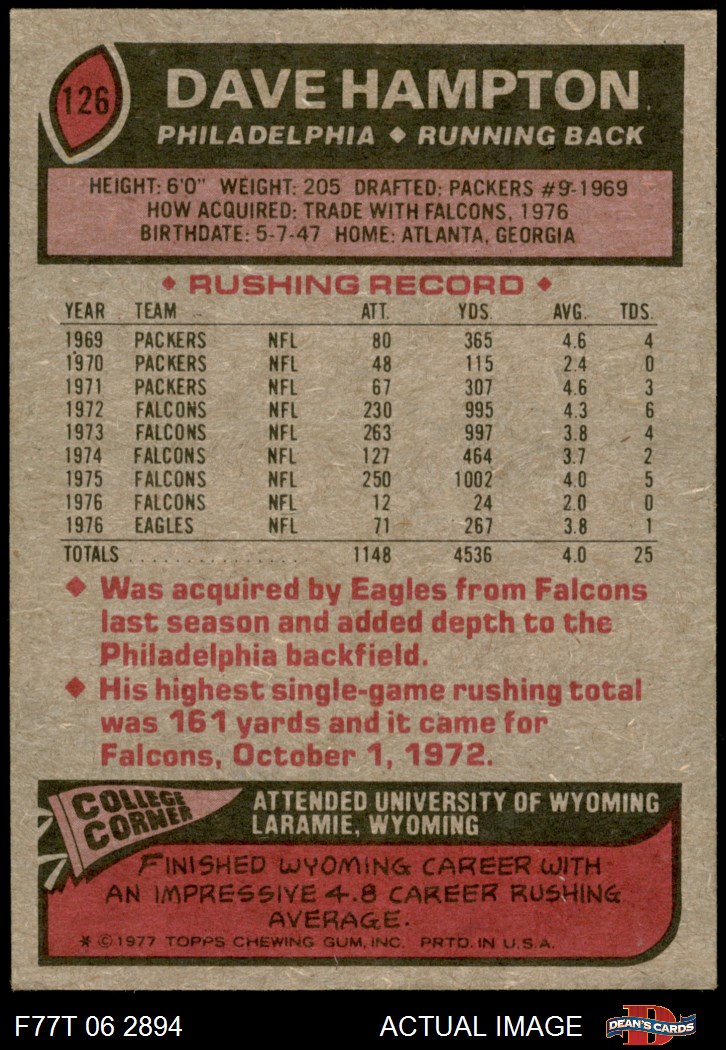 126
DAVE HAMPTON
PHILADELPHIA ◆ RUNNING BACK
HEIGHT: 6'0" WEIGHT: 205 DRAFTED: PACKERS #9-1969
HOW ACQUIRED: TRADE WITH FALCONS, 1976
BIRTHDATE: 5-7-47 HOME: ATLANTA, GEORGIA
◆ RUSHING RECORD ◆
YEAR TEAM ATT. YDS. AVG. TDS.
1969 PACKERS NFL 80 365 4.6 4
1970 PACKERS NFL 48 115 2.4 0
1971 PACKERS NFL 67 307 4.6 3
1972 FALCONS NFL 230 995 4.3 6
1973 FALCONS NFL 263 997 3.8 4
1974 FALCONS NFL 127 464 3.7 2
1975 FALCONS NFL 250 1002 4.0 5
1976 FALCONS NFL 12 24 2.0 0
1976 EAGLES NFL 71 267 3.8 1
TOTALS ................ 1148 4536 4.0 25
◆ Was acquired by Eagles from Falcons
last season and added depth to the
Philadelphia backfield.
◆ His highest single-game rushing total
was 161 yards and it came for
Falcons, October 1, 1972.
COLLEGE
CORNER
ATTENDED UNIVERSITY OF WYOMING
LARAMIE, WYOMING
FINISHED WYOMING CAREER WITH
AN IMPRESSIVE 4.8 CAREER RUSHING
AVERAGE.
* © 1977 TOPPS CHEWING GUM, INC. PRTD. IN U.S.A.
F77T 06 2894 ACTUAL IMAGE DEAN'S CARDS